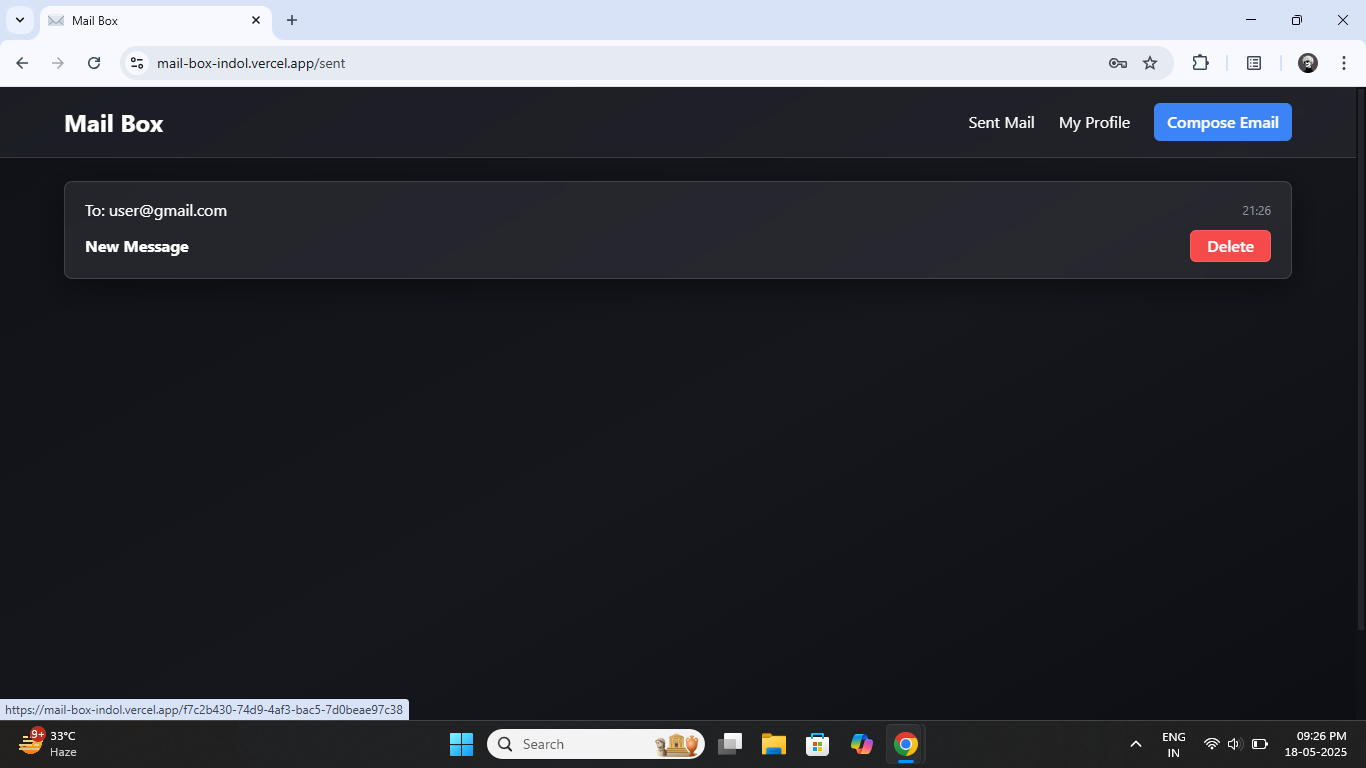 Mail Box
mail-box-indol.vercel.app/sent
Mail Box
Sent Mail
My Profile
Compose Email
To: user@gmail.com
21:26
New Message
Delete
https://mail-box-indol.vercel.app/f7c2b430-74d9-4af3-bac5-7d0beae97c38
9+
33°C
Haze
Search
ENG
IN
09:26 PM
18-05-2025